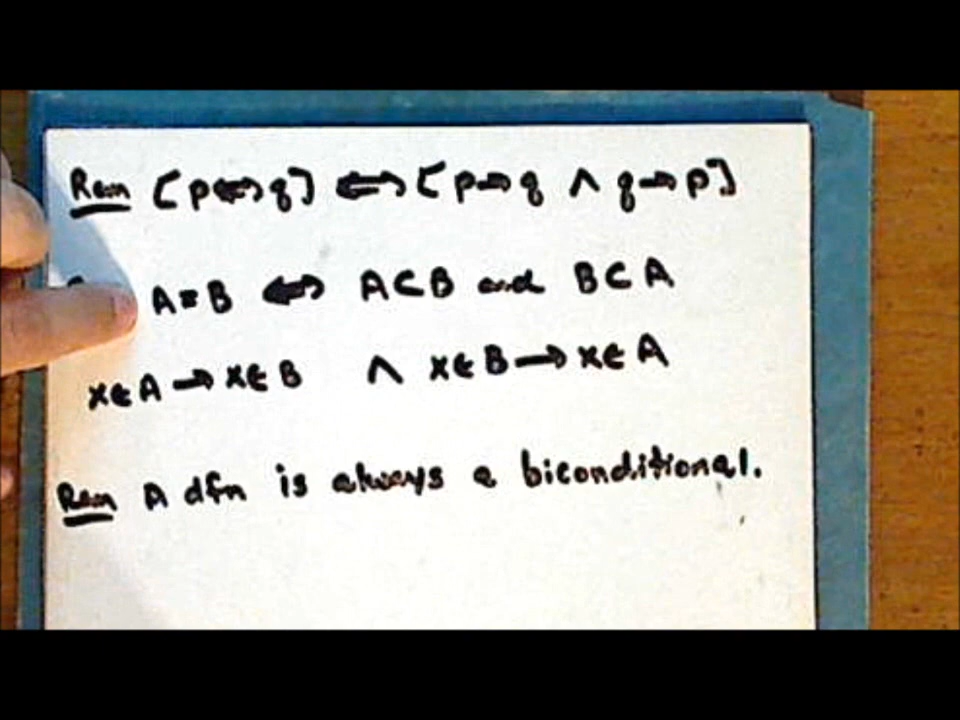 Rem [p↔q] ⟺ [p→q ∧ q→p]
A=B ⟺ A⊂B and B⊂A
x∈A→x∈B ∧ x∈B→x∈A
Rem A dfn is always a biconditional.